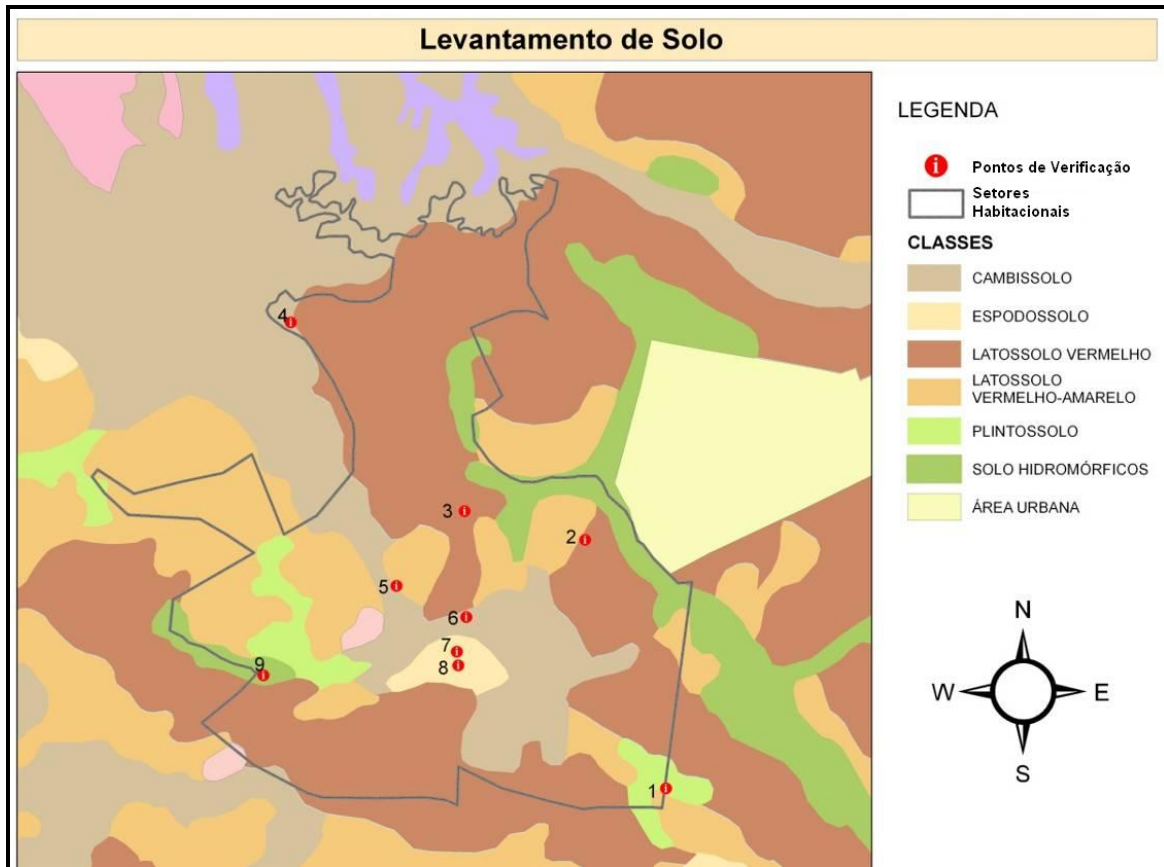 Levantamento de Solo
4
3
2
5
6
7
8
9
1
LEGENDA
i Pontos de Verificação
Setores
Habitacionais
CLASSES
CAMBISSOLO
ESPODOSSOLO
LATOSSOLO VERMELHO
LATOSSOLO
VERMELHO-AMARELO
PLINTOSSOLO
SOLO HIDROMÓRFICOS
ÁREA URBANA
N
W E
S